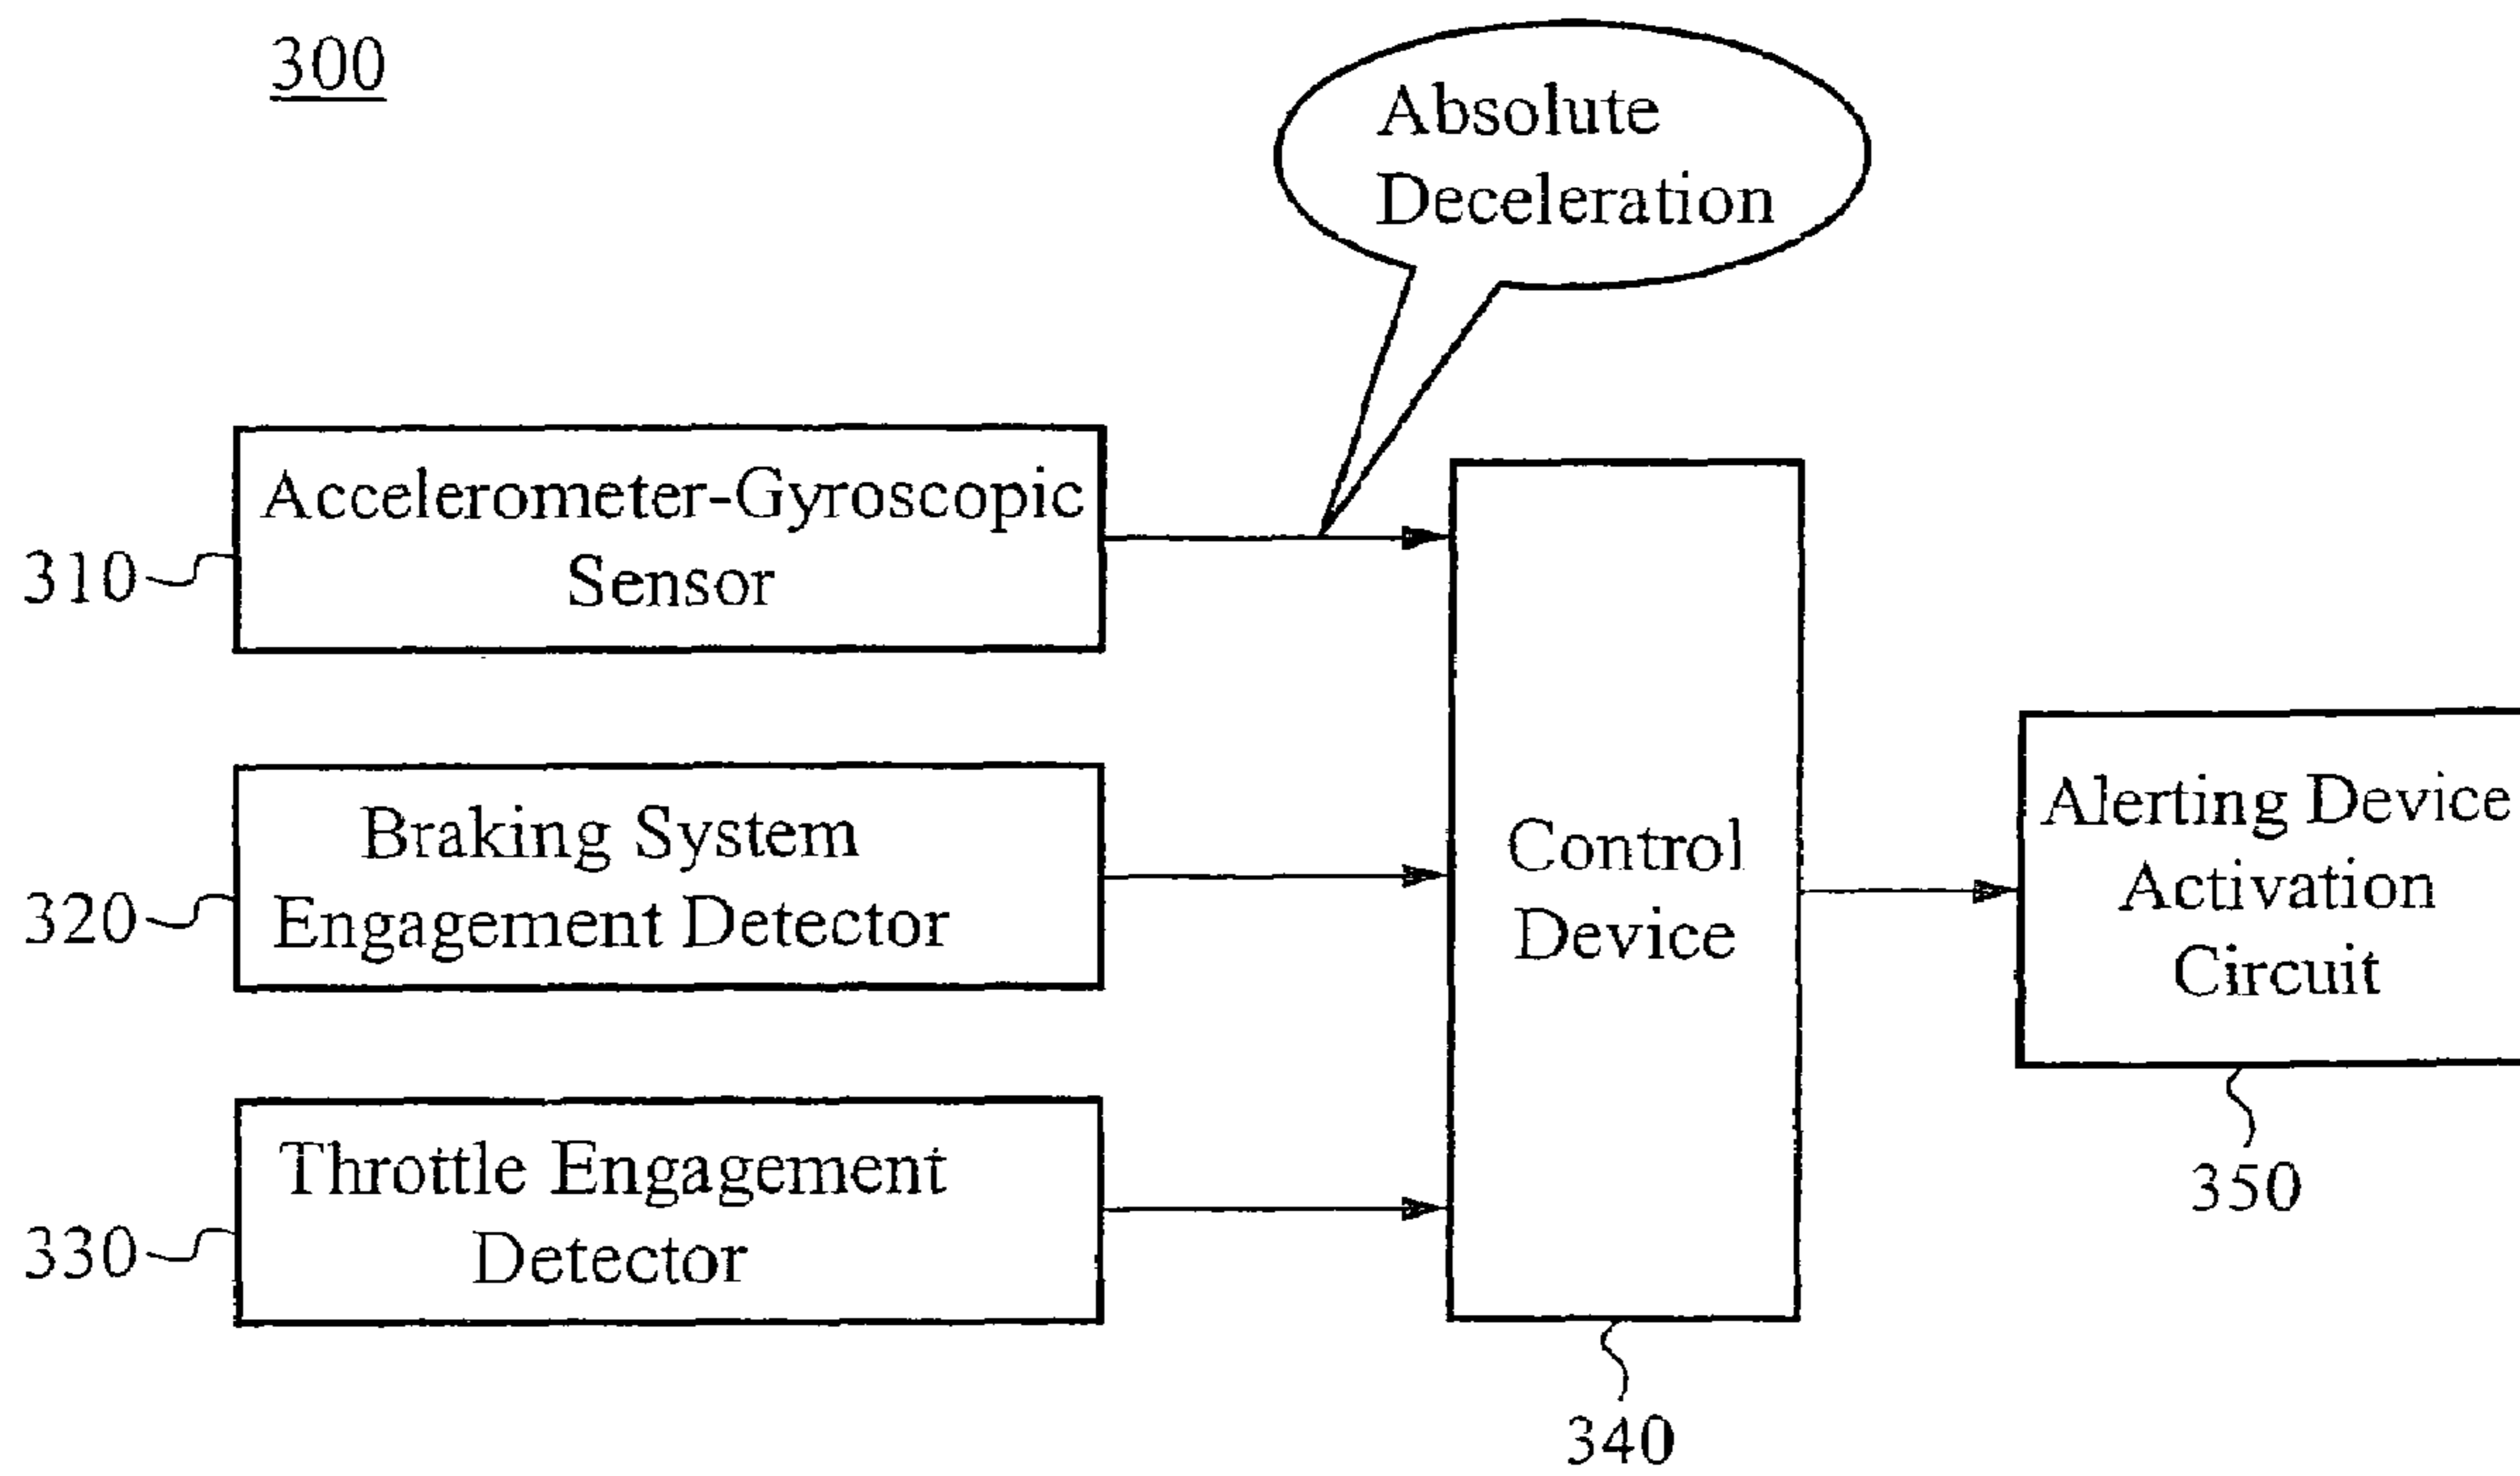 300
Absolute
Deceleration
Accelerometer-Gyroscopic
Sensor
310
Braking System
Engagement Detector
320
Throttle Engagement
Detector
330
Control
Device
340
Alerting Device
Activation
Circuit
350